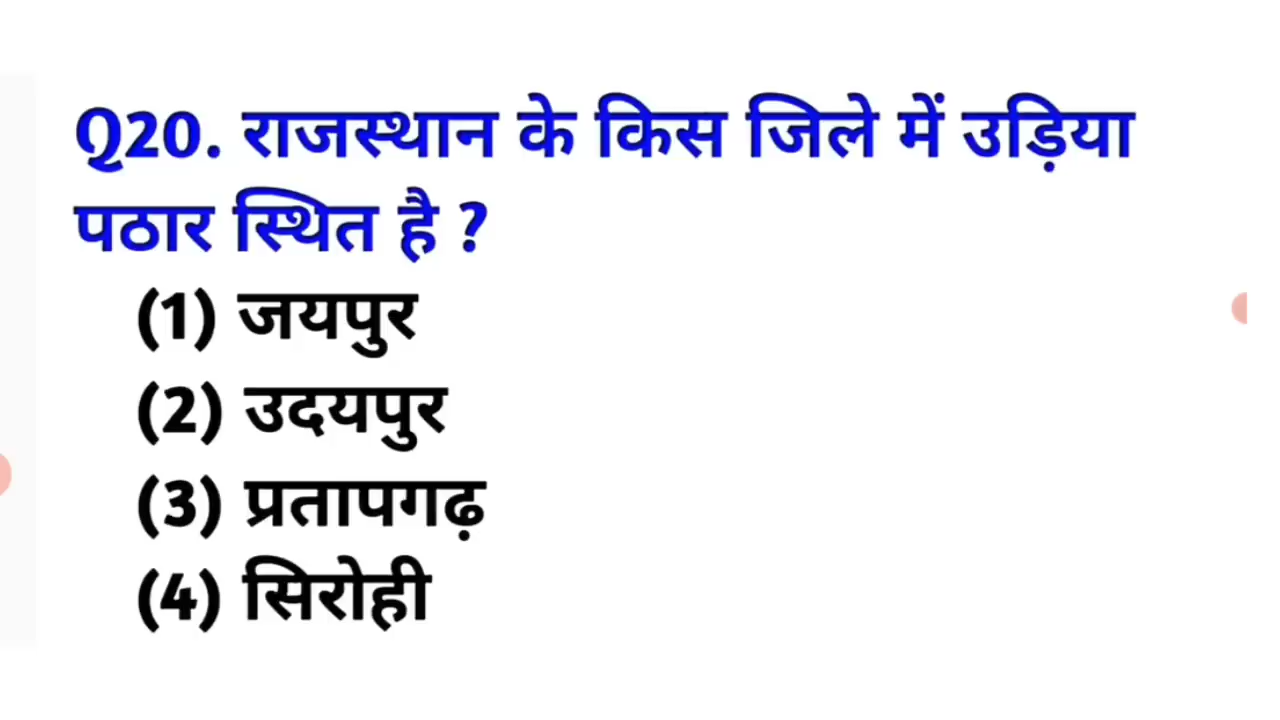 Q20. राजस्थान के किस जिले में उड़िया
पठार स्थित है ?
(1) जयपुर
(2) उदयपुर
(3) प्रतापगढ़
(4) सिरोही